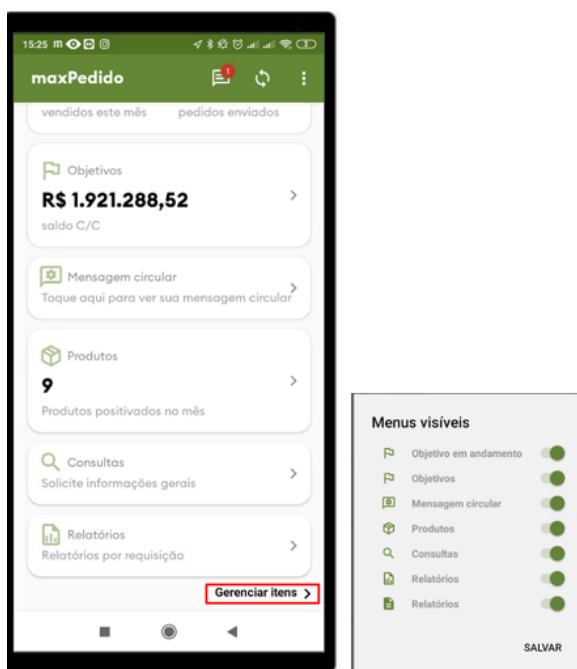 15:25
maxPedido
1
vendidos este mês pedidos enviados
Objetivos
R$ 1.921.288,52
saldo C/C
Mensagem circular
Toque aqui para ver sua mensagem circular
Produtos
9
Produtos positivados no mês
Consultas
Solicite informações gerais
Relatórios
Relatórios por requisição
Gerenciar itens
Menus visíveis
Objetivo em andamento
Objetivos
Mensagem circular
Produtos
Consultas
Relatórios
Relatórios
SALVAR